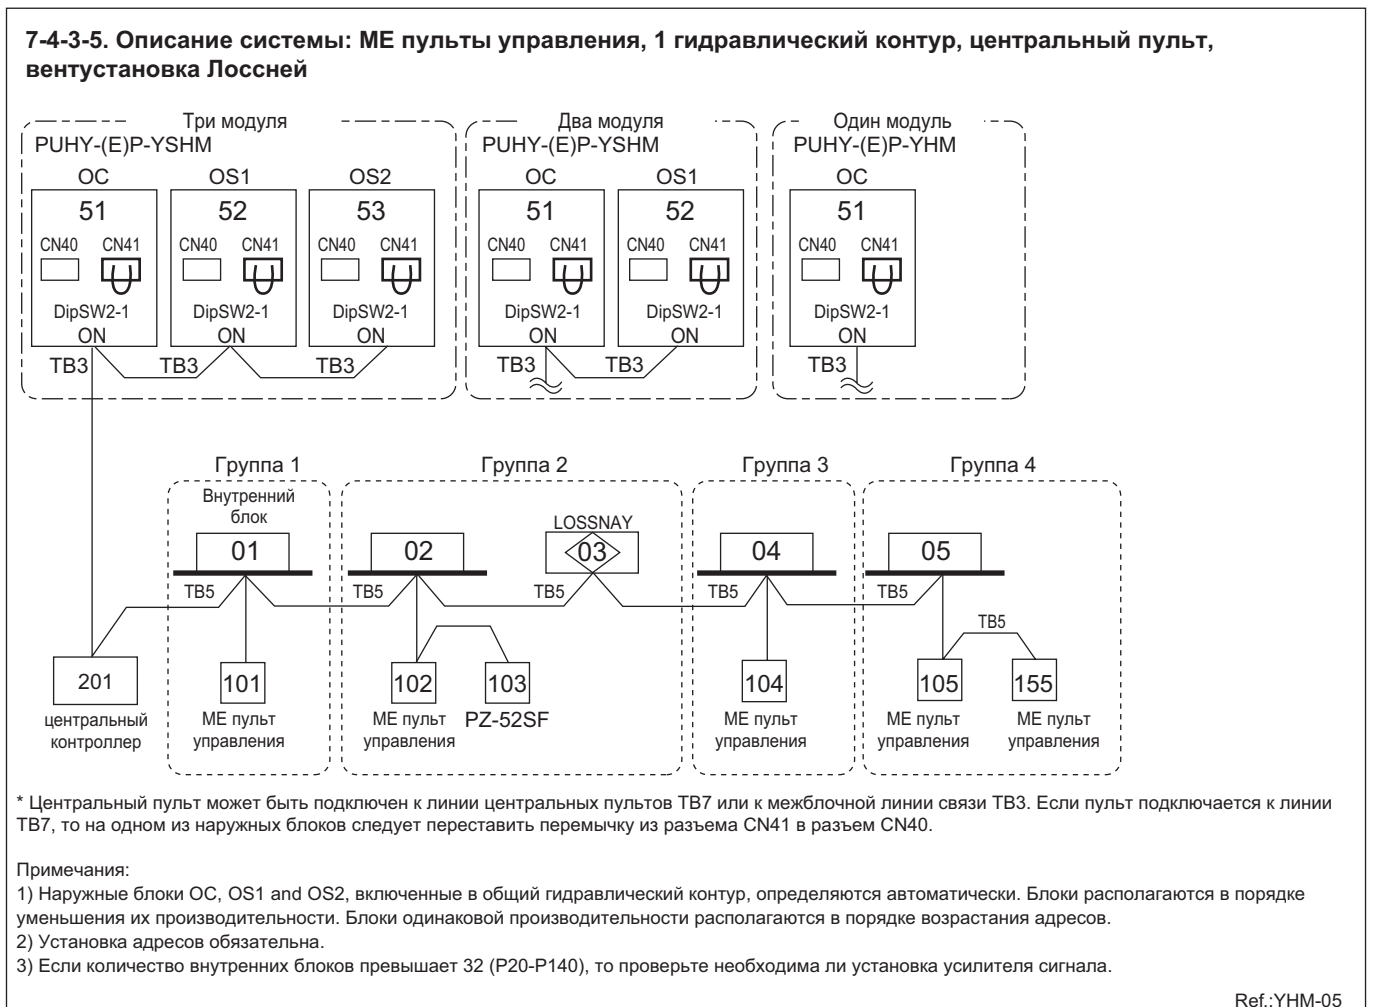 7-4-3-5. Описание системы: МЕ пульты управления, 1 гидравлический контур, центральный пульт,
вентустановка Лоссней
Три модуля
Два модуля
Один модуль
PUHY-(E)P-YSHM
PUHY-(E)P-YSHM
PUHY-(E)P-YHM
OC
OS1
OS2
OC
OS1
OC
51
52
53
51
52
51
CN40 CN41
CN40 CN41
CN40 CN41
CN40 CN41
CN40 CN41
CN40 CN41
DipSW2-1
DipSW2-1
DipSW2-1
DipSW2-1
DipSW2-1
DipSW2-1
ON
ON
ON
ON
ON
ON
TB3
TB3
TB3
TB3
TB3
TB3
Группа 1
Группа 2
Группа 3
Группа 4
Внутренний
блок
LOSSNAY
01
02
03
04
05
TB5
TB5
TB5
TB5
TB5
TB5
201
101
102
103
104
105
155
центральный
контроллер
МЕ пульт
управления
МЕ пульт
управления
PZ-52SF
МЕ пульт
управления
МЕ пульт
управления
МЕ пульт
управления
* Центральный пульт может быть подключен к линии центральных пультов TB7 или к межблочной линии связи TB3. Если пульт подключается к линии
TB7, то на одном из наружных блоков следует переставить перемычку из разъема CN41 в разъем CN40.
Примечания:
1) Наружные блоки OC, OS1 and OS2, включенные в общий гидравлический контур, определяются автоматически. Блоки располагаются в порядке
уменьшения их производительности. Блоки одинаковой производительности располагаются в порядке возрастания адресов.
2) Установка адресов обязательна.
3) Если количество внутренних блоков превышает 32 (P20-P140), то проверьте необходима ли установка усилителя сигнала.
Ref.:YHM-05